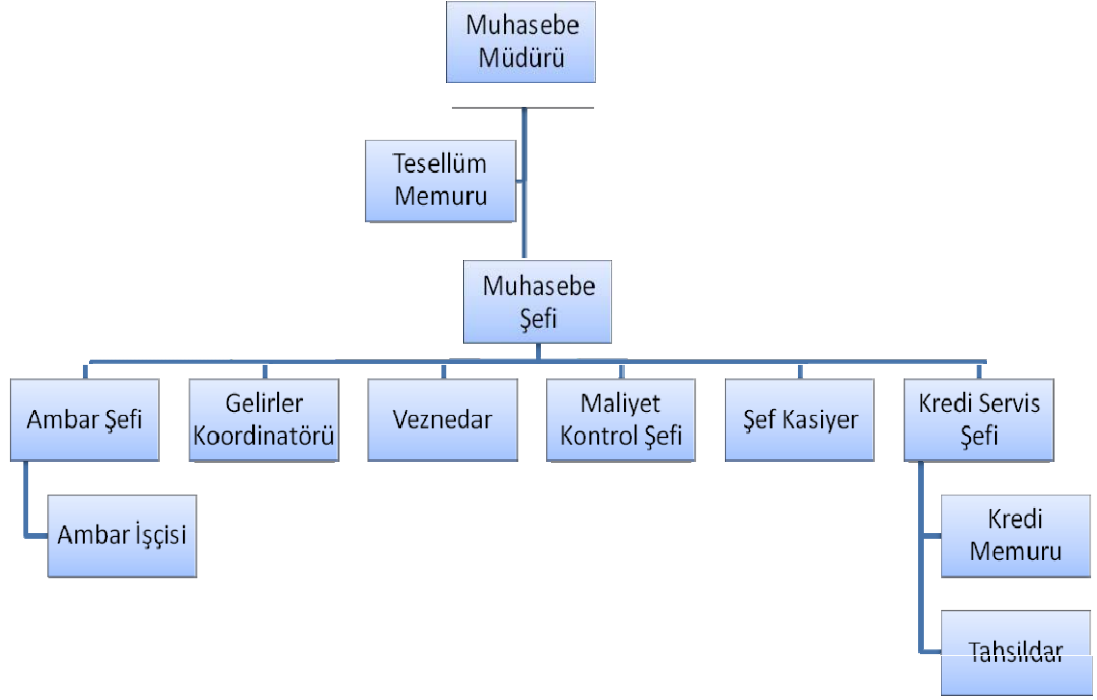 Muhasebe
Müdürü
Tesellüm
Memuru
Muhasebe
Şefi
Ambar Şefi
Gelirler
Koordinatörü
Veznedar
Maliyet
Kontrol Şefi
Şef Kasiyer
Kredi Servis
Şefi
Ambar İşçisi
Kredi
Memuru
Tahsildar